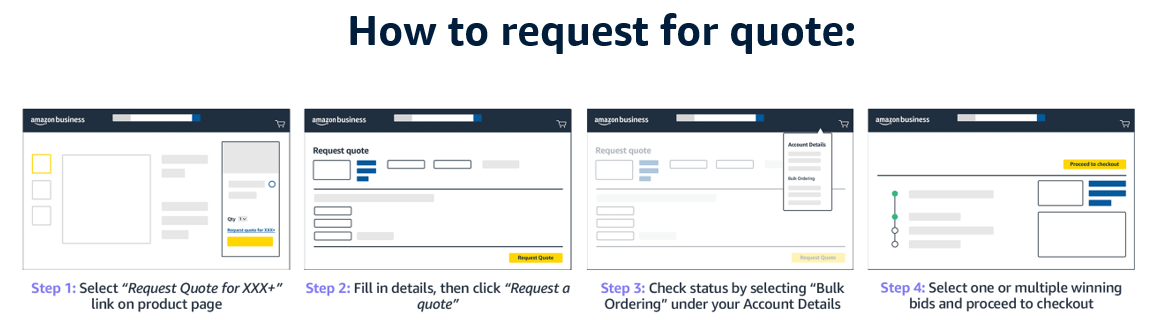 How to request for quote:
amazon business
Qty 1
Request quote for XXX+
Step 1: Select “Request Quote for XXX+”
link on product page
amazon business
Request quote
Request Quote
Step 2: Fill in details, then click “Request a
quote”
amazon business
Request quote
Account Details
Bulk Ordering
Request Quote
Step 3: Check status by selecting “Bulk
Ordering” under your Account Details
amazon business
Proceed to checkout
Step 4: Select one or multiple winning
bids and proceed to checkout